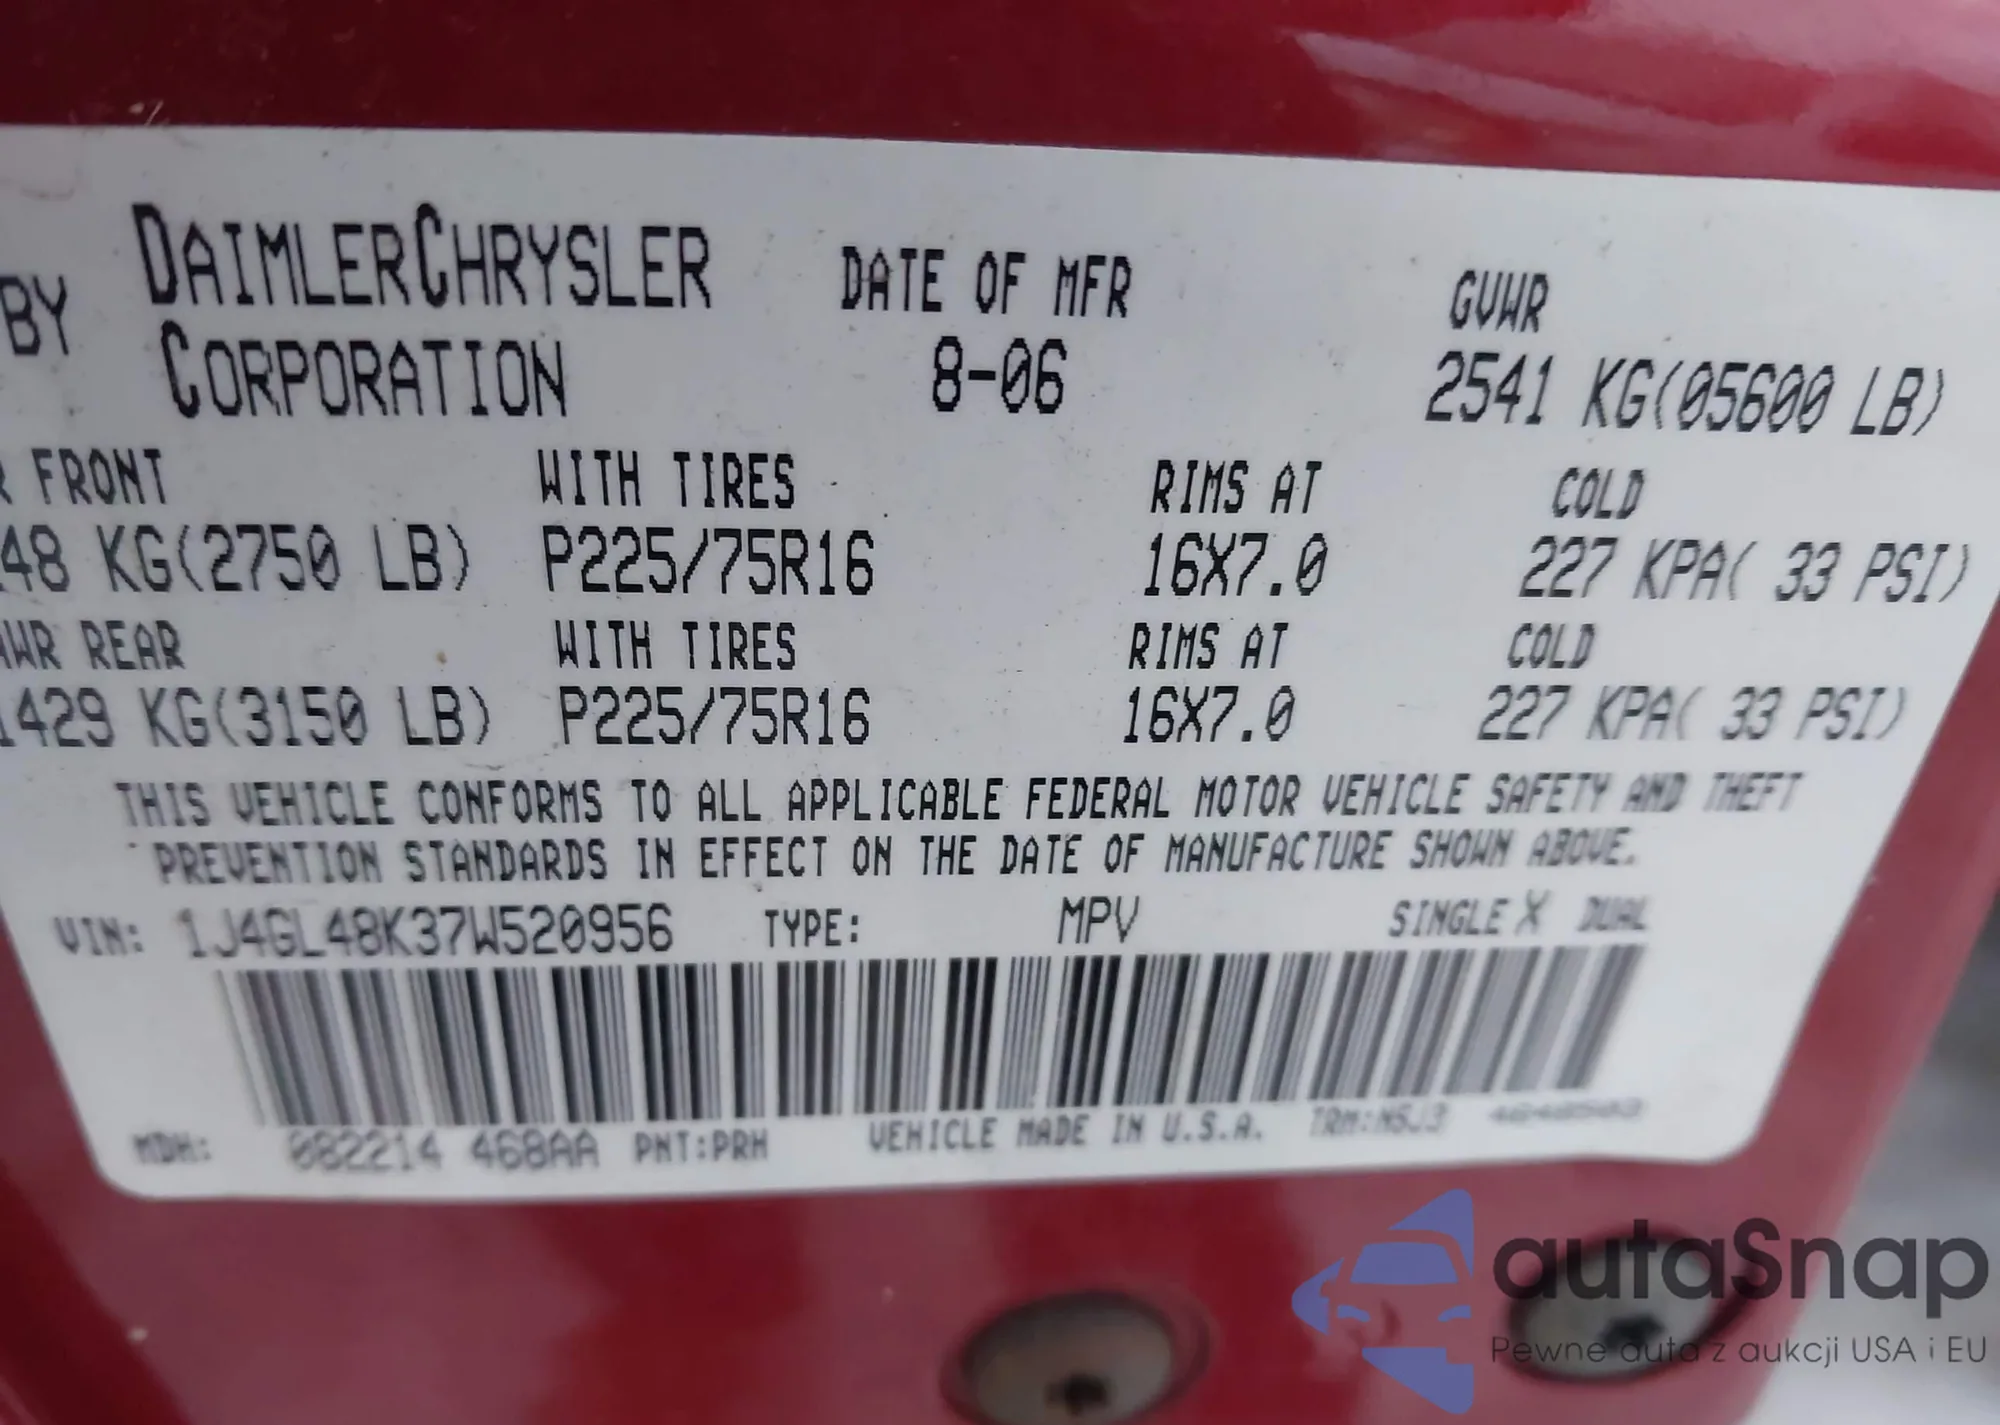 BY DAIMLERCHRYSLER CORPORATION DATE OF MFR 8-06 GVWR 2541 KG(05600 LB)
FRONT WITH TIRES RIMS AT COLD
48 KG(2750 LB) P225/75R16 16X7.0 227 KPA( 33 PSI)
REAR WITH TIRES RIMS AT COLD
1429 KG(3150 LB) P225/75R16 16X7.0 227 KPA( 33 PSI)
THIS VEHICLE CONFORMS TO ALL APPLICABLE FEDERAL MOTOR VEHICLE SAFETY AND THEFT
PREVENTION STANDARDS IN EFFECT ON THE DATE OF MANUFACTURE SHOWN ABOVE.
VIN: 1J4GL48K37W520956 TYPE: MPV SINGLE X DUAL
MDH: 082214 468AA PNT:PRH VEHICLE MADE IN U.S.A. TRM:N5J3
autaSnap
Pewne auta z aukcji USA i EU